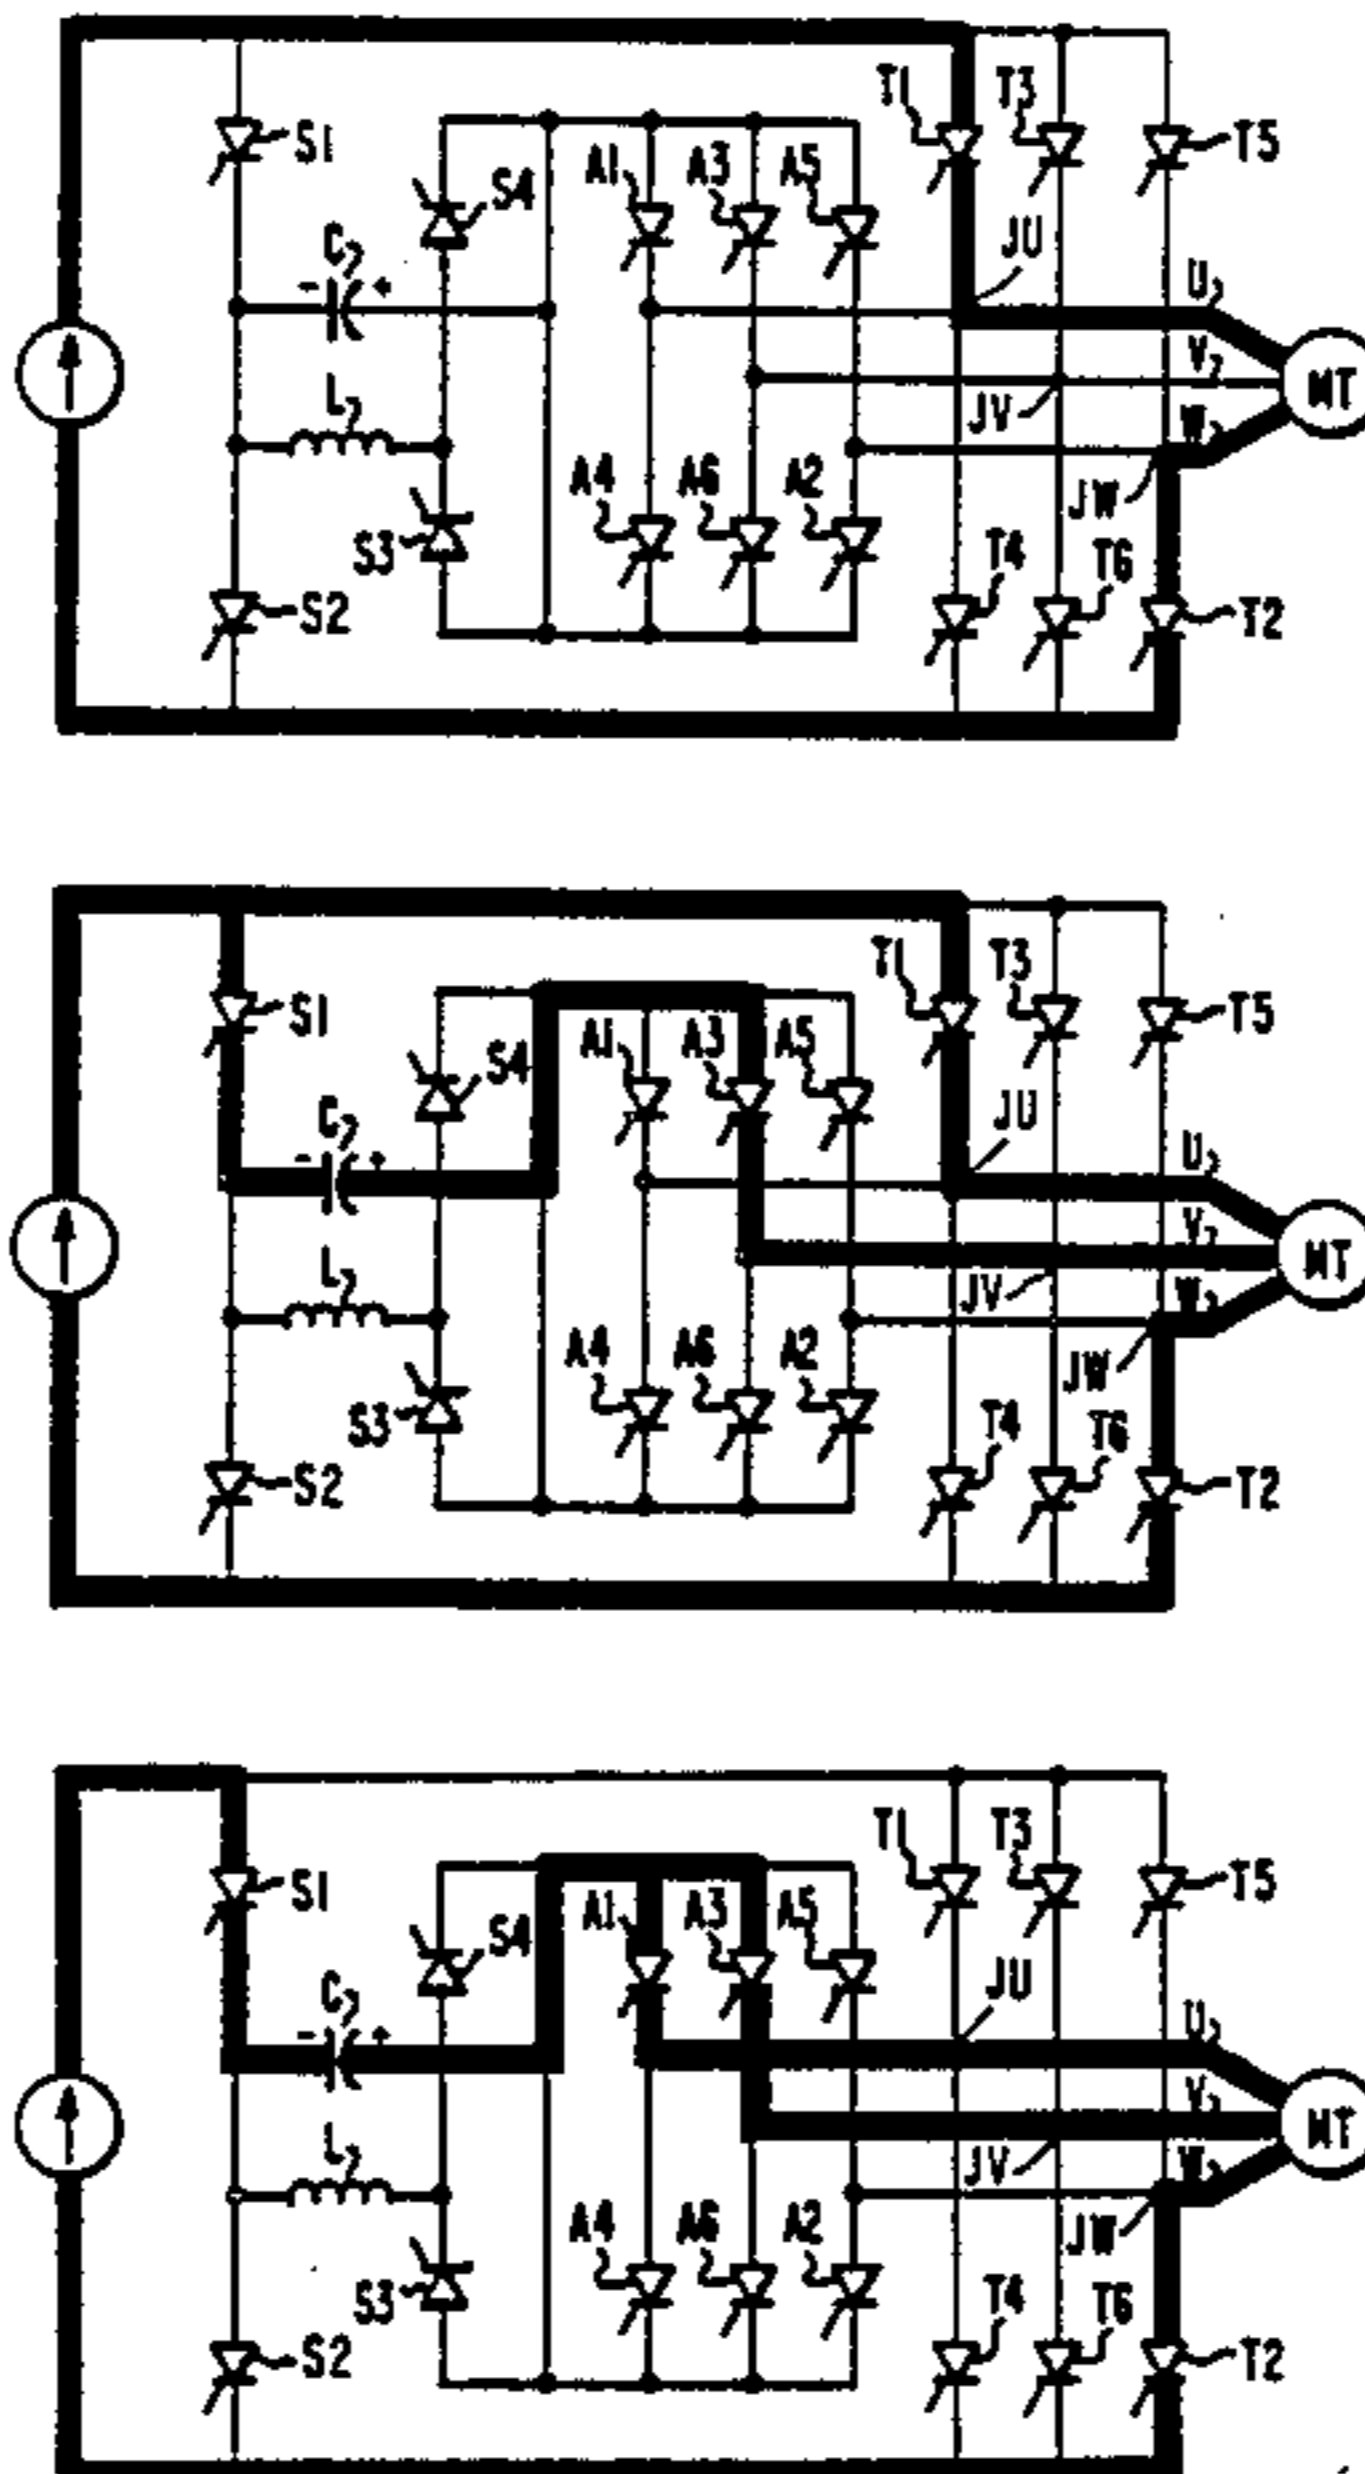 T1 T3
S1 T5
S4 A1 A3 A5
JU
C2 U2
- +
V2
L2 MT
JV
W2
A4 A6 A2
JW
S3 T4 T6
S2 T2
T1 T3
S1 T5
S4 A1 A3 A5
JU
C2 U2
- +
V2
L2 MT
JV
W2
A4 A6 A2
JW
S3 T4 T6
S2 T2
T1 T3
S1 T5
S4 A1 A3 A5
JU
C2 U2
- +
V2
L2 MT
JV
W2
A4 A6 A2
JW
S3 T4 T6
S2 T2